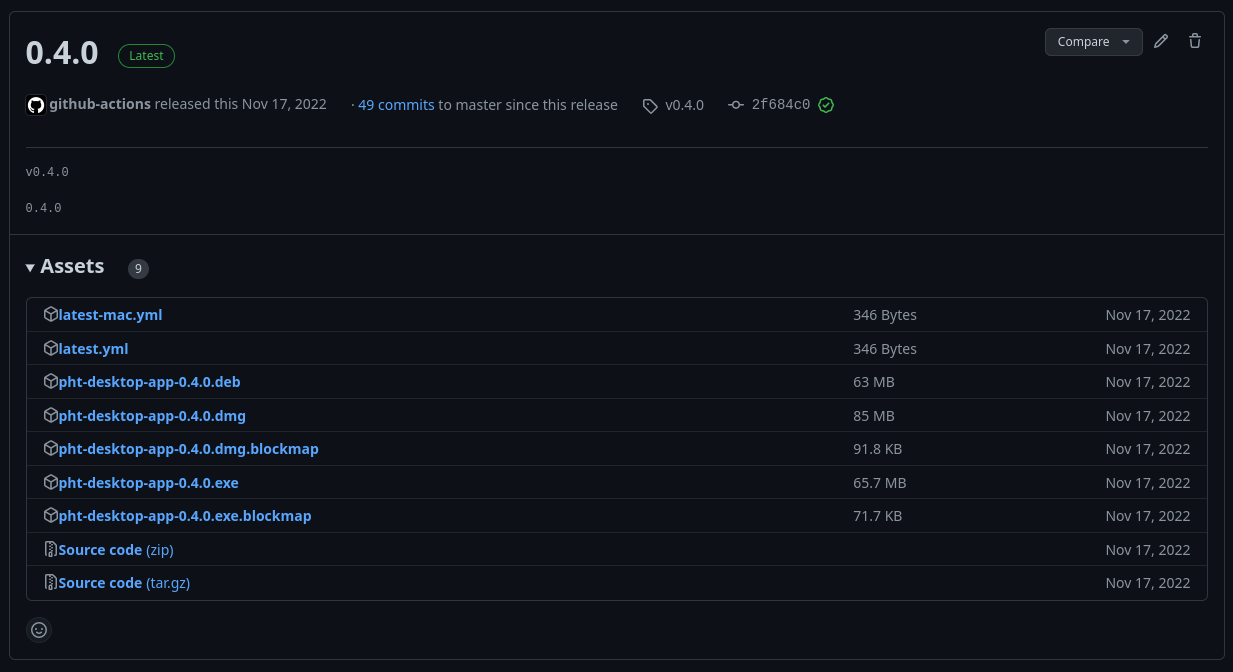 0.4.0 Latest Compare
github-actions released this Nov 17, 2022 · 49 commits to master since this release v0.4.0 2f684c0
v0.4.0
0.4.0
Assets 9
latest-mac.yml 346 Bytes Nov 17, 2022
latest.yml 346 Bytes Nov 17, 2022
pht-desktop-app-0.4.0.deb 63 MB Nov 17, 2022
pht-desktop-app-0.4.0.dmg 85 MB Nov 17, 2022
pht-desktop-app-0.4.0.dmg.blockmap 91.8 KB Nov 17, 2022
pht-desktop-app-0.4.0.exe 65.7 MB Nov 17, 2022
pht-desktop-app-0.4.0.exe.blockmap 71.7 KB Nov 17, 2022
Source code (zip) Nov 17, 2022
Source code (tar.gz) Nov 17, 2022